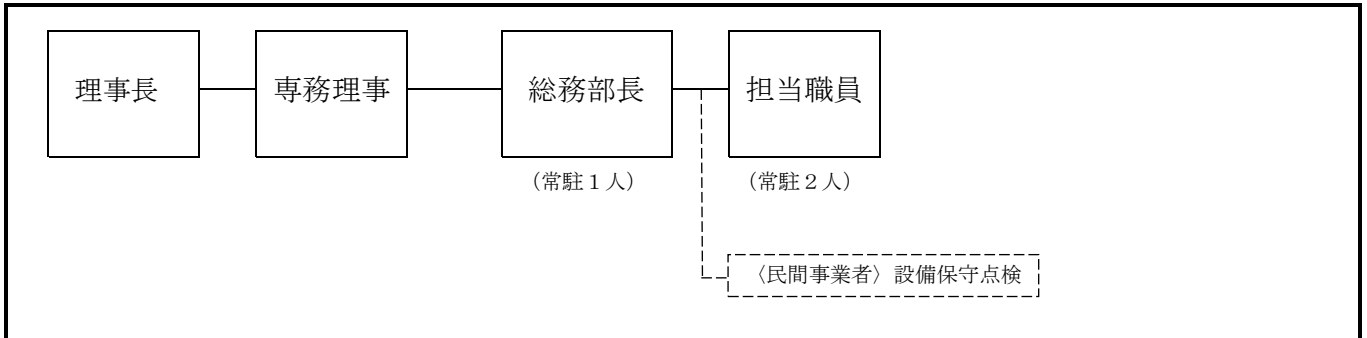 理事長
専務理事
総務部長
担当職員
（常駐１人）
（常駐２人）
〈民間事業者〉設備保守点検